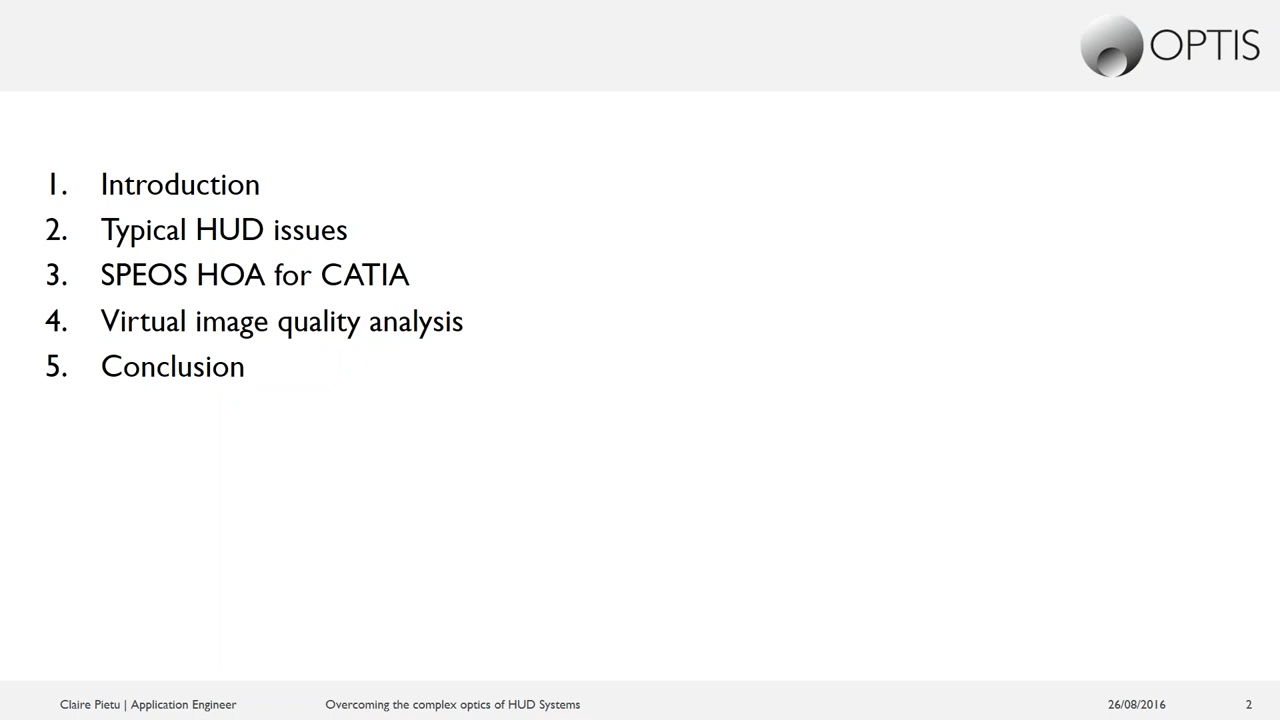 OPTIS
1. Introduction
2. Typical HUD issues
3. SPEOS HOA for CATIA
4. Virtual image quality analysis
5. Conclusion
Claire Pietu | Application Engineer Overcoming the complex optics of HUD Systems 26/08/2016 2